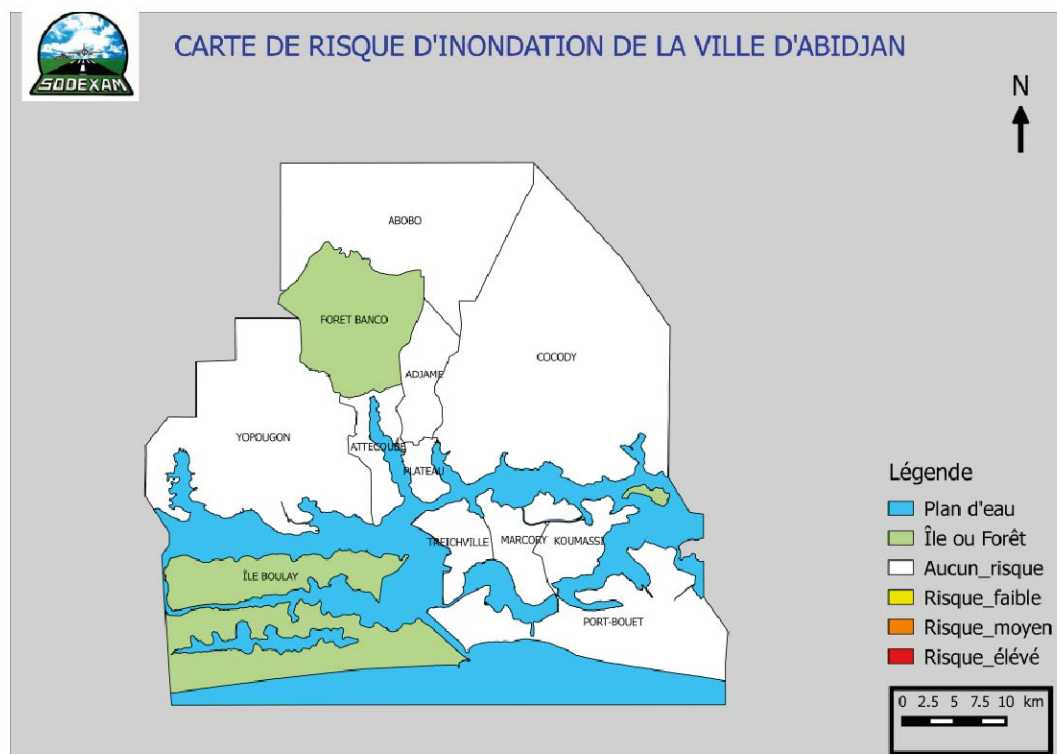 SODEXAM
CARTE DE RISQUE D'INONDATION DE LA VILLE D'ABIDJAN
N
ABOBO
FORET BANCO
COCODY
ADJAME
YOPOUGON
ATTECOUBE
PLATEAU
TREICHVILLE
MARCORY
KOUMASSI
ÎLE BOULAY
PORT-BOUET
Légende
Plan d'eau
Île ou Forêt
Aucun_risque
Risque_faible
Risque_moyen
Risque_élévé
0 2.5 5 7.5 10 km